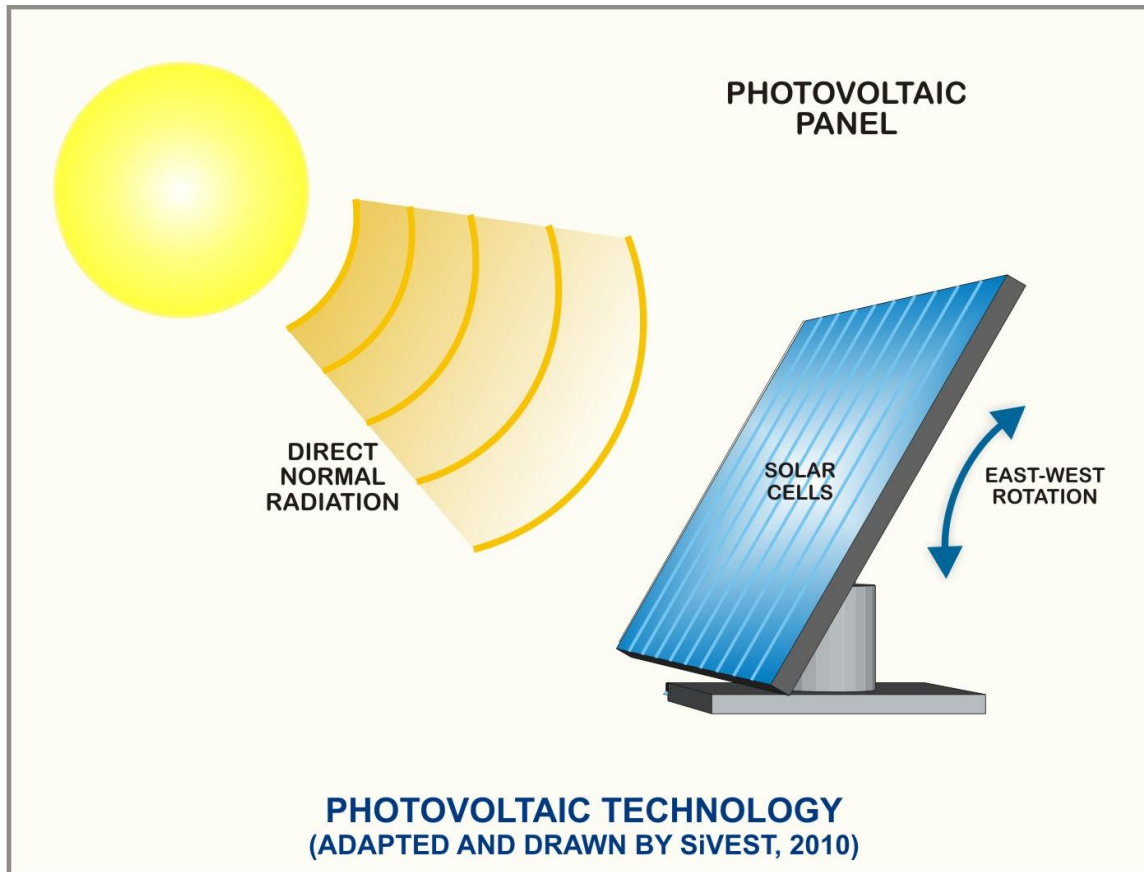 PHOTOVOLTAIC
PANEL
DIRECT
NORMAL
RADIATION
SOLAR
CELLS
EAST-WEST
ROTATION
PHOTOVOLTAIC TECHNOLOGY
(ADAPTED AND DRAWN BY SiVEST, 2010)